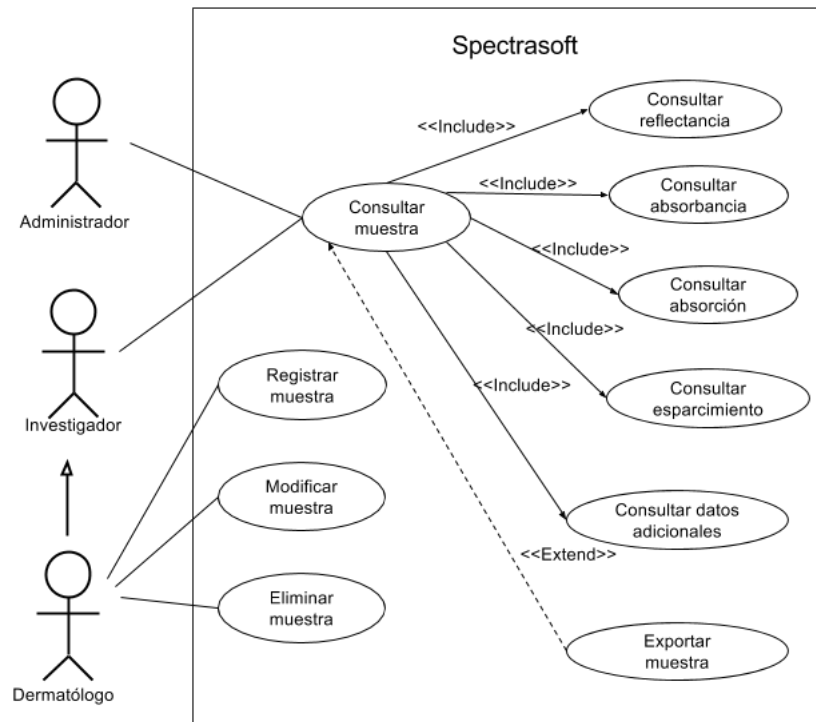 Spectrasoft
Administrador
Investigador
Dermatólogo
Consultar
muestra
Registrar
muestra
Modificar
muestra
Eliminar
muestra
<<Include>>
Consultar
reflectancia
<<Include>>
Consultar
absorbancia
<<Include>>
Consultar
absorción
<<Include>>
Consultar
esparcimiento
<<Include>>
Consultar datos
adicionales
<<Extend>>
Exportar
muestra